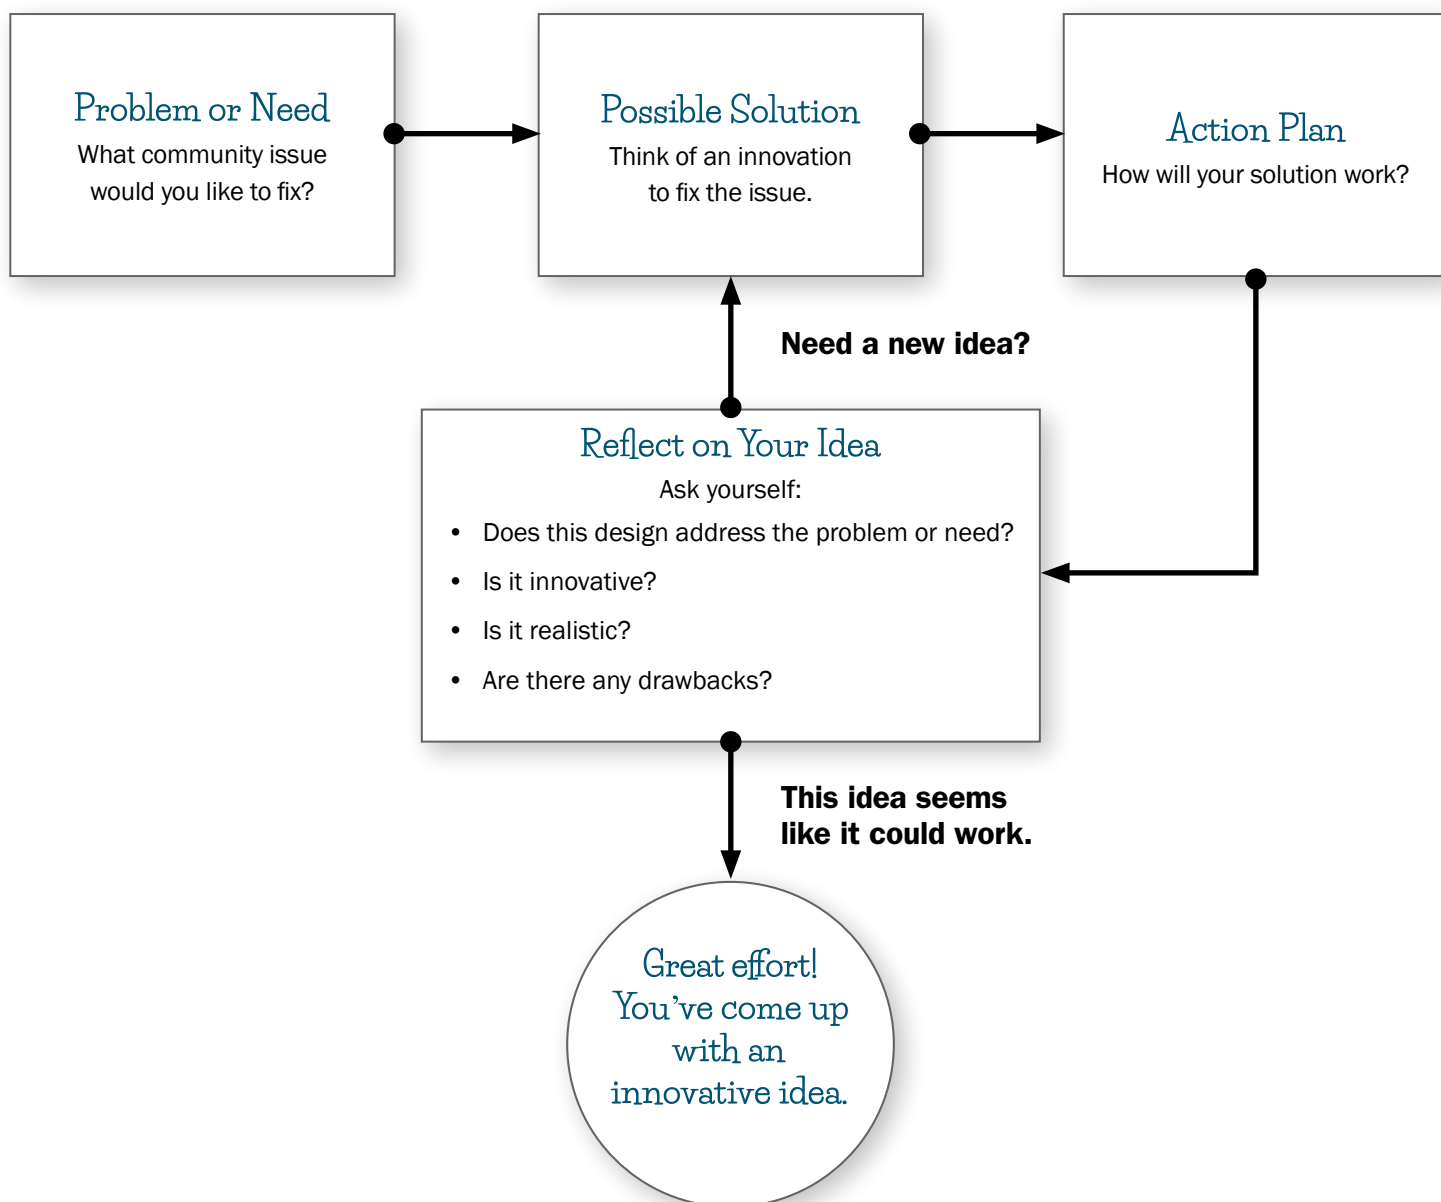 Problem or Need
What community issue
would you like to fix?
Possible Solution
Think of an innovation
to fix the issue.
Action Plan
How will your solution work?
Need a new idea?
Reflect on Your Idea
Ask yourself:
• Does this design address the problem or need?
• Is it innovative?
• Is it realistic?
• Are there any drawbacks?
This idea seems
like it could work.
Great effort!
You’ve come up
with an
innovative idea.